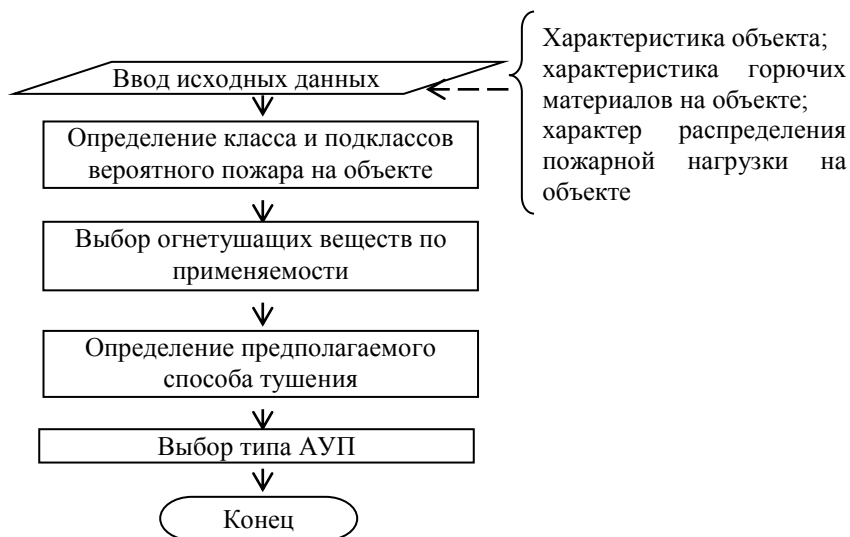 Ввод исходных данных
Характеристика объекта;
характеристика горючих
материалов на объекте;
характер распределения
пожарной нагрузки на
объекте
Определение класса и подклассов
вероятного пожара на объекте
Выбор огнетушащих веществ по
применяемости
Определение предполагаемого
способа тушения
Выбор типа АУП
Конец